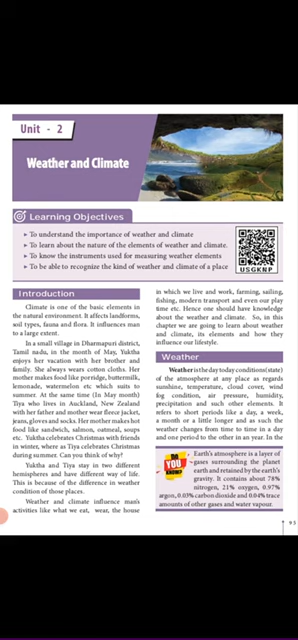 Unit - 2
Weather and Climate
Learning Objectives
➤ To understand the importance of weather and climate
➤ To learn about the nature of the elements of weather and climate.
➤ To know the instruments used for measuring weather elements
➤ To be able to recognize the kind of weather and climate of a place
USGKNP
Introduction
Climate is one of the basic elements in
the natural environment. It affects landforms,
soil types, fauna and flora. It influences man
to a large extent.
In a small village in Dharmapuri district,
Tamil nadu, in the month of May, Yuktha
enjoys her vacation with her brother and
family. She always wears cotton cloths. Her
mother makes food like porridge, buttermilk,
lemonade, watermelon etc which suits to
summer. At the same time (In May month)
Tiya who lives in Auckland, New Zealand
with her father and mother wear fleece jacket,
jeans, gloves and socks. Her mother makes hot
food like sandwich, salmon, oatmeal, soups
etc. Yuktha celebrates Christmas with friends
in winter, where as Tiya celebrates Christmas
during summer. Can you think of why?
Yuktha and Tiya stay in two different
hemispheres and have different way of life.
This is because of the difference in weather
condition of those places.
Weather and climate influence man's
activities like what we eat, wear, the house
in which we live and work, farming, sailing,
fishing, modern transport and even our play
time etc. Hence one should have knowledge
about the weather and climate. So, in this
chapter we are going to learn about weather
and climate, its elements and how they
influence our lifestyle.
Weather
Weather is the day today conditions (state)
of the atmosphere at any place as regards
sunshine, temperature, cloud cover, wind
fog condition, air pressure, humidity,
precipitation and such other elements. It
refers to short periods like a day, a week,
a month or a little longer and as such the
weather changes from time to time in a day
and one period to the other in an year. In the
DO YOU KNOW?
Earth's atmosphere is a layer of
gases surrounding the planet
earth and retained by the earth's
gravity. It contains about 78%
nitrogen, 21% oxygen, 0.97%
argon, 0.03% carbon dioxide and 0.04% trace
amounts of other gases and water vapour.
95